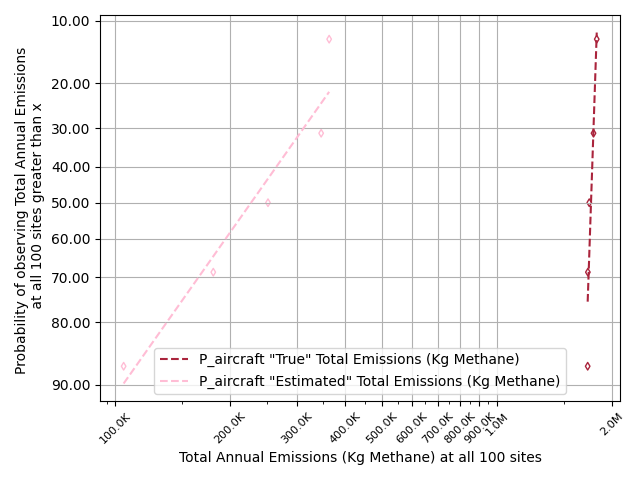 10.00
20.00
30.00
40.00
50.00
60.00
70.00
80.00
90.00
Probability of observing Total Annual Emissions
at all 100 sites greater than x
P_aircraft "True" Total Emissions (Kg Methane)
P_aircraft "Estimated" Total Emissions (Kg Methane)
100.0K 200.0K 300.0K 400.0K 500.0K 600.0K 700.0K 800.0K 900.0K 1.0M 2.0M
Total Annual Emissions (Kg Methane) at all 100 sites